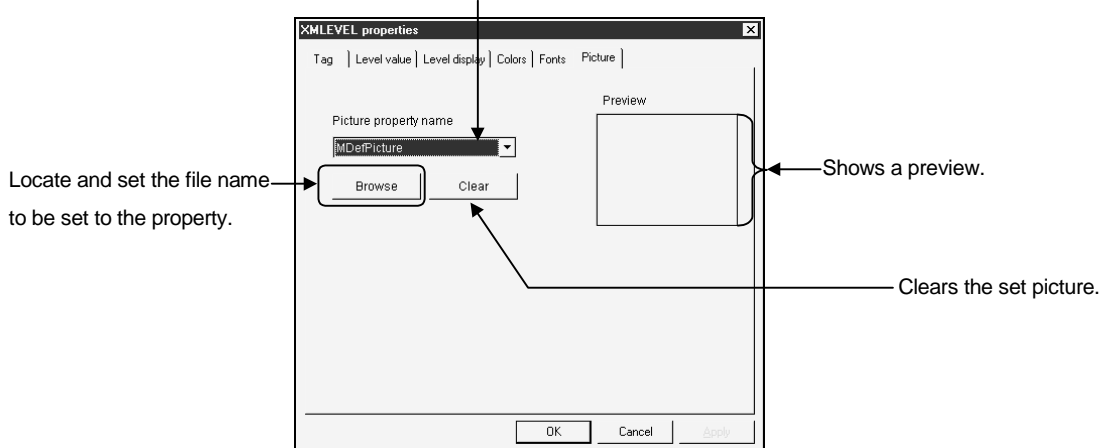 XMLEVEL properties
Tag Level value Level display Colors Fonts Picture
Preview
Picture property name
MDefPicture
Browse Clear
Locate and set the file name
to be set to the property.
Shows a preview.
Clears the set picture.
OK Cancel Apply